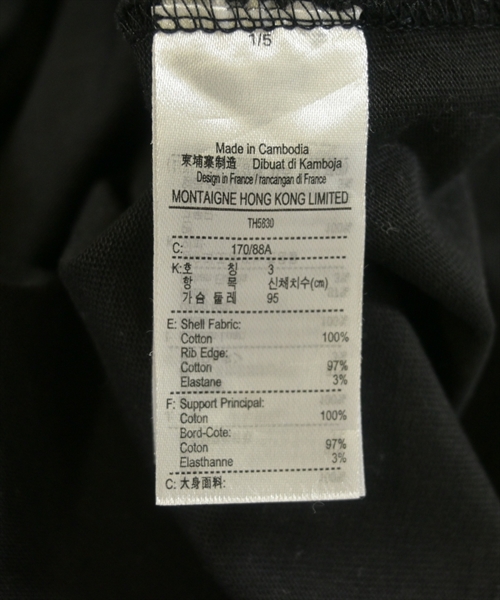 1/5
Made in Cambodia
柬埔寨制造 Dibuat di Kamboja
Design in France / rancangan di France
MONTAIGNE HONG KONG LIMITED
TH5830
C: 170/88A
K: 호 칭 3
항 목 신체치수(cm)
가슴 둘레 95
E: Shell Fabric:
Cotton 100%
Rib Edge:
Cotton 97%
Elastane 3%
F: Support Principal:
Coton 100%
Bord-Cote:
Coton 97%
Elasthanne 3%
C: 大身面料: